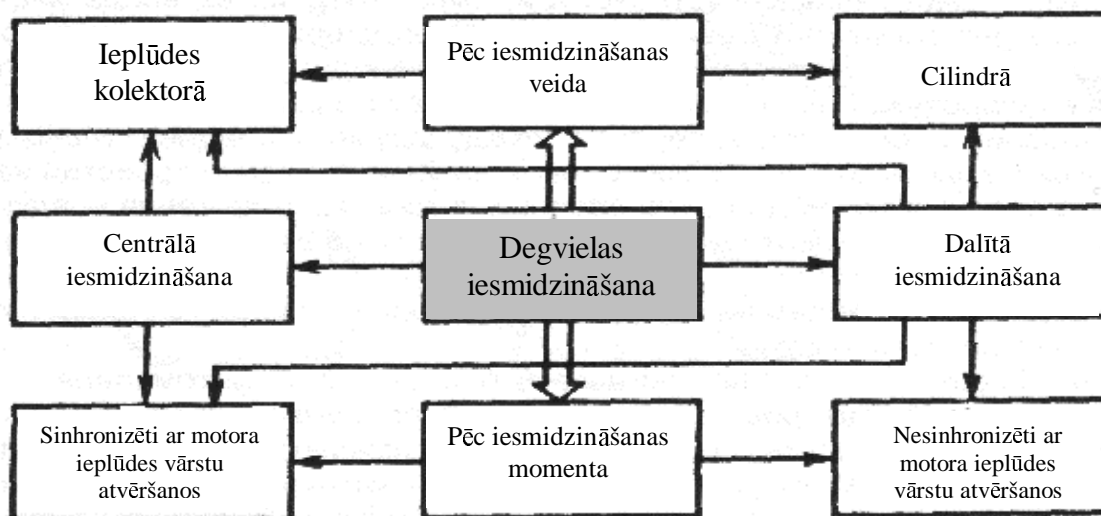 Ieplūdes
kolektorā
Pēc iesmidzināšanas
veida
Cilindrā
Centrālā
iesmidzināšana
Degvielas
iesmidzināšana
Dalītā
iesmidzināšana
Sinhronizēti ar motora
ieplūdes vārstu
atvēršanos
Pēc iesmidzināšanas
momenta
Nesinhronizēti ar
motora ieplūdes
vārstu atvēršanos